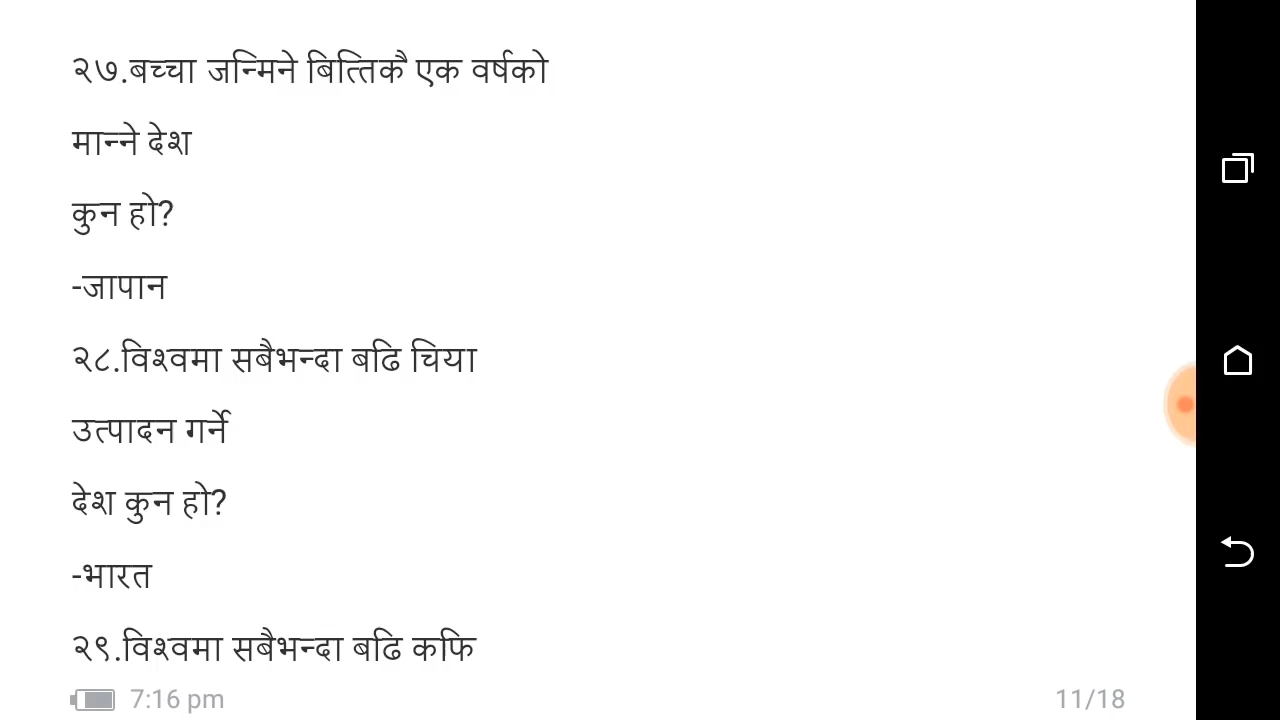 २७.बच्चा जन्मिने बित्तिकै एक वर्षको
मान्ने देश
कुन हो?
-जापान
२८.विश्वमा सबैभन्दा बढि चिया
उत्पादन गर्ने
देश कुन हो?
-भारत
२९.विश्वमा सबैभन्दा बढि कफि
7:16 pm 11/18